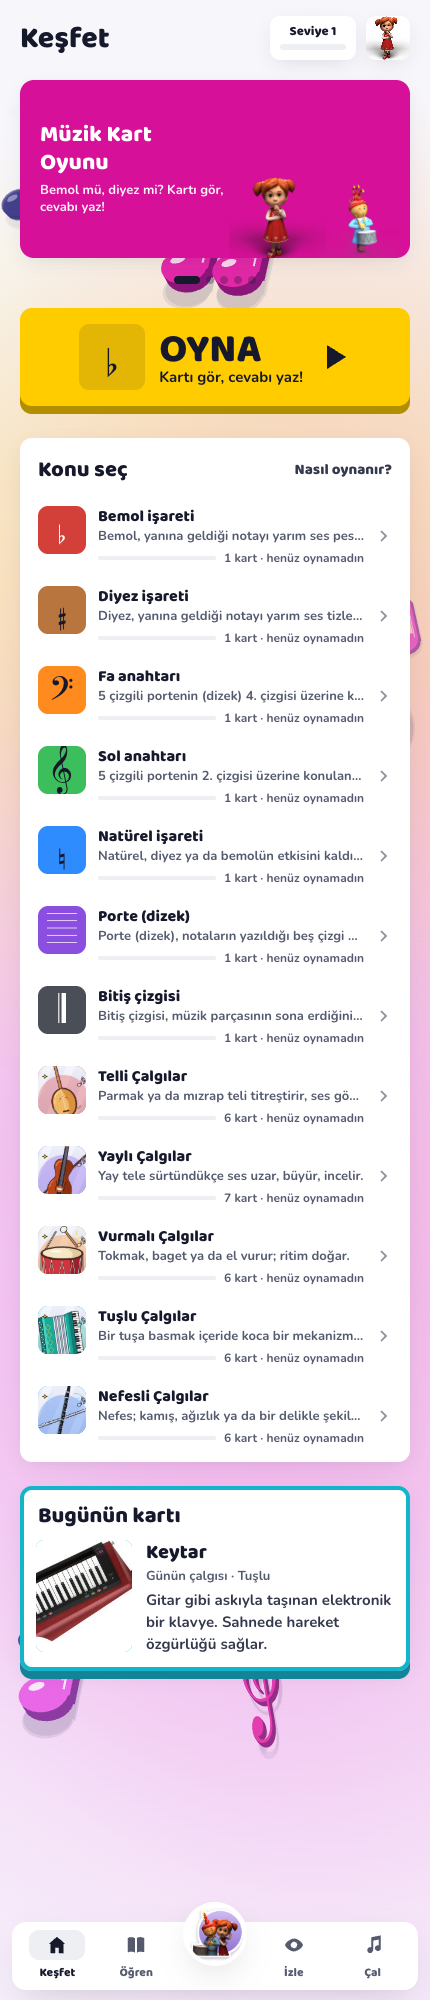 Keşfet
Seviye 1
Müzik Kart
Oyunu
Bemol mü, diyez mi? Kartı gör,
cevabı yaz!
OYNA
Kartı gör, cevabı yaz!
Konu seç
Nasıl oynanır?
Bemol işareti
Bemol, yanına geldiği notayı yarım ses pes...
1 kart · henüz oynamadın
Diyez işareti
Diyez, yanına geldiği notayı yarım ses tizle...
1 kart · henüz oynamadın
Fa anahtarı
5 çizgili portenin (dizek) 4. çizgisi üzerine k...
1 kart · henüz oynamadın
Sol anahtarı
5 çizgili portenin 2. çizgisi üzerine konulan...
1 kart · henüz oynamadın
Natürel işareti
Natürel, diyez ya da bemolün etkisini kaldı...
1 kart · henüz oynamadın
Porte (dizek)
Porte (dizek), notaların yazıldığı beş çizgi ...
1 kart · henüz oynamadın
Bitiş çizgisi
Bitiş çizgisi, müzik parçasının sona erdiğini...
1 kart · henüz oynamadın
Telli Çalgılar
Parmak ya da mızrap teli titreştirir, ses gö...
6 kart · henüz oynamadın
Yaylı Çalgılar
Yay tele sürtündükçe ses uzar, büyür, incelir.
7 kart · henüz oynamadın
Vurmalı Çalgılar
Tokmak, baget ya da el vurur; ritim doğar.
6 kart · henüz oynamadın
Tuşlu Çalgılar
Bir tuşa basmak içeride koca bir mekanizm...
6 kart · henüz oynamadın
Nefesli Çalgılar
Nefes; kamış, ağızlık ya da bir delikle şekil...
6 kart · henüz oynamadın
Bugünün kartı
Keytar
Günün çalgısı · Tuşlu
Gitar gibi askıyla taşınan elektronik
bir klavye. Sahnede hareket
özgürlüğü sağlar.
Keşfet
Öğren
İzle
Çal